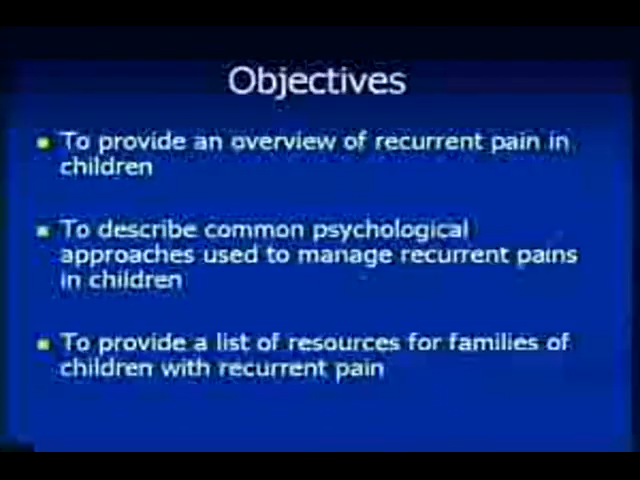 Objectives
To provide an overview of recurrent pain in
children
To describe common psychological
approaches used to manage recurrent pains
in children
To provide a list of resources for families of
children with recurrent pain